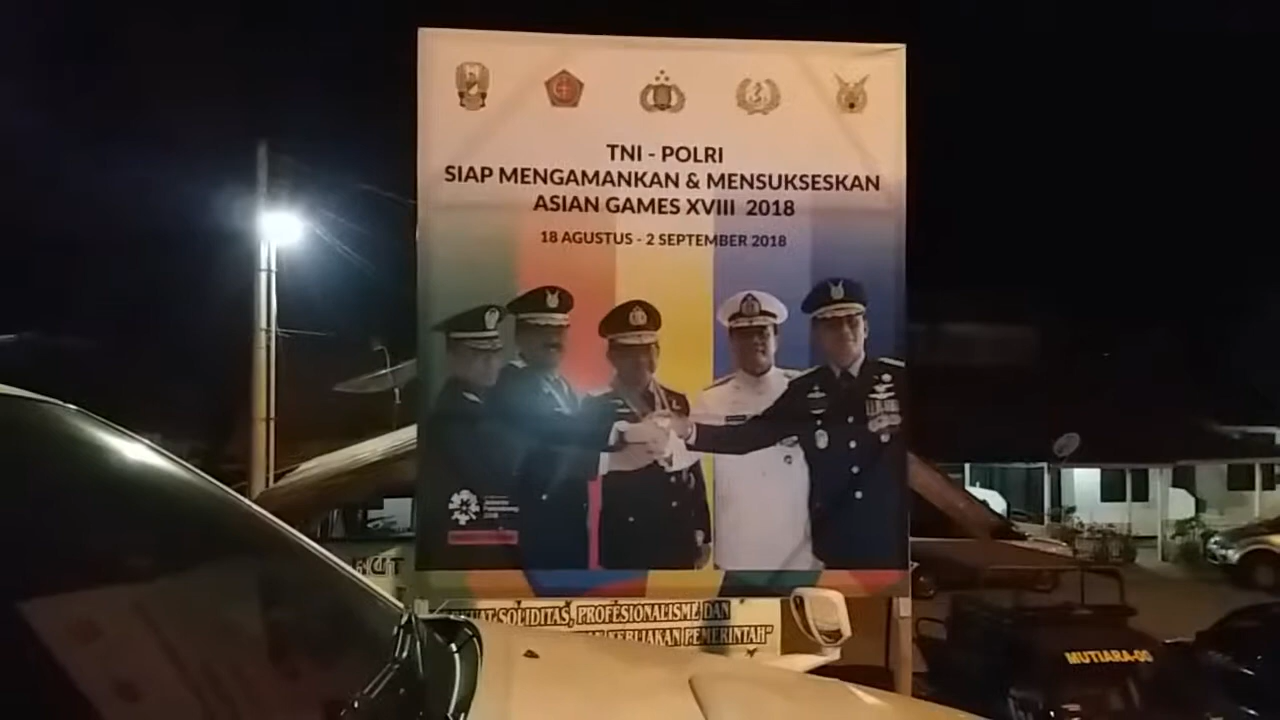 TNI - POLRI
SIAP MENGAMANKAN & MENSUKSESKAN
ASIAN GAMES XVIII 2018
18 AGUSTUS - 2 SEPTEMBER 2018
SOLIDITAS, PROFESIONALISME DAN
KEBIJAKAN PEMERINTAH"
MUTIARA-00